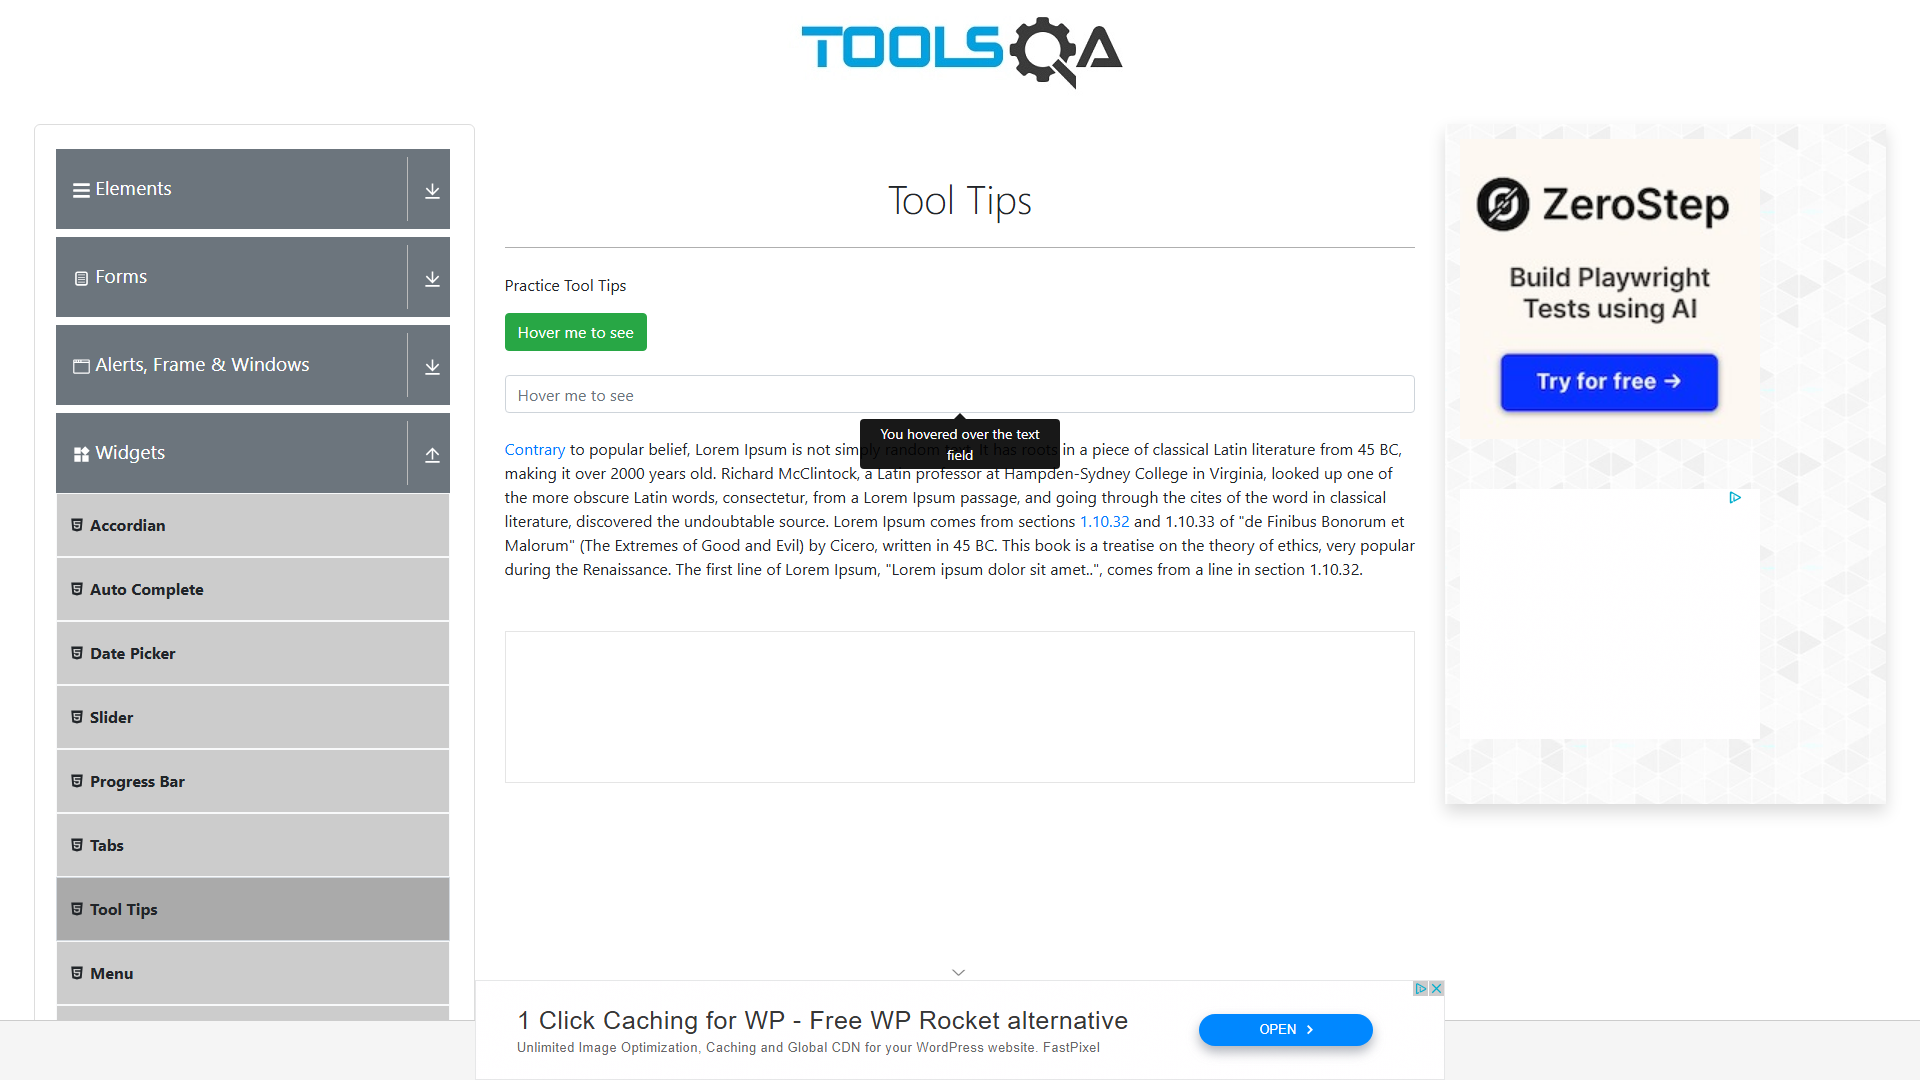 TOOLSQA
Elements
Forms
Alerts, Frame & Windows
Widgets
Accordian
Auto Complete
Date Picker
Slider
Progress Bar
Tabs
Tool Tips
Menu
Tool Tips
Practice Tool Tips
Hover me to see
Hover me to see
You hovered over the text
field
Contrary to popular belief, Lorem Ipsum is not simply random text. It has roots in a piece of classical Latin literature from 45 BC,
making it over 2000 years old. Richard McClintock, a Latin professor at Hampden-Sydney College in Virginia, looked up one of
the more obscure Latin words, consectetur, from a Lorem Ipsum passage, and going through the cites of the word in classical
literature, discovered the undoubtable source. Lorem Ipsum comes from sections 1.10.32 and 1.10.33 of "de Finibus Bonorum et
Malorum" (The Extremes of Good and Evil) by Cicero, written in 45 BC. This book is a treatise on the theory of ethics, very popular
during the Renaissance. The first line of Lorem Ipsum, "Lorem ipsum dolor sit amet..", comes from a line in section 1.10.32.
ZeroStep
Build Playwright
Tests using AI
Try for free →
1 Click Caching for WP - Free WP Rocket alternative
Unlimited Image Optimization, Caching and Global CDN for your WordPress website. FastPixel
OPEN